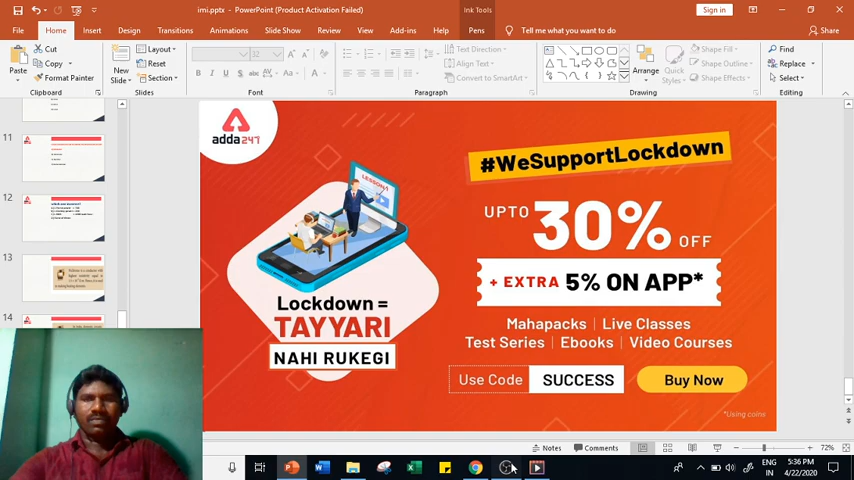 imi.pptx - PowerPoint (Product Activation Failed)
Ink Tools
Sign in
File Home Insert Design Transitions Animations Slide Show Review View Add-ins Help Pens Tell me what you want to do Share
Cut
Copy
Format Painter
Paste
Clipboard
New
Slide
Layout
Reset
Section
Slides
Font
Text Direction
Align Text
Convert to SmartArt
Paragraph
Arrange
Quick
Styles
Shape Fill
Shape Outline
Shape Effects
Drawing
Find
Replace
Select
Editing
11
12
13
14
adda247
LESSON 1
#WeSupportLockdown
UPTO 30% OFF
+ EXTRA 5% ON APP*
Lockdown =
TAYYARI
NAHI RUKEGI
Mahapacks | Live Classes
Test Series | Ebooks | Video Courses
Use Code SUCCESS Buy Now
*Using coins
Notes Comments 72%
ENG
IN
5:36 PM
4/22/2020